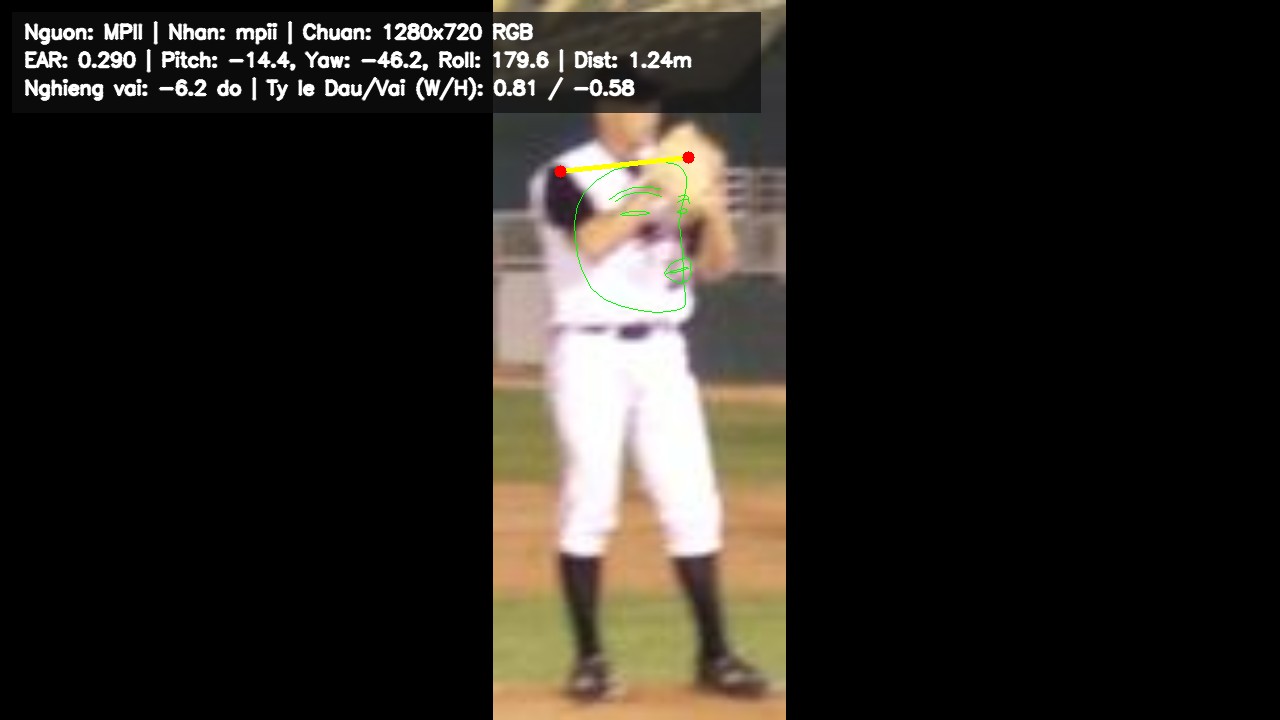 Nguon: MPII | Nhan: mpii | Chuan: 1280x720 RGB
EAR: 0.290 | Pitch: -14.4, Yaw: -46.2, Roll: 179.6 | Dist: 1.24m
Nghieng vai: -6.2 do | Ty le Dau/Vai (W/H): 0.81 / -0.58